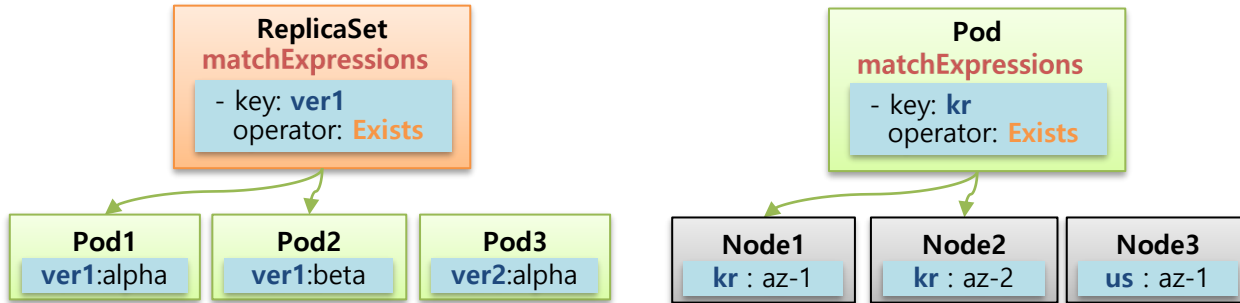 ReplicaSet
matchExpressions
- key: ver1
operator: Exists
Pod1
ver1:alpha
Pod2
ver1:beta
Pod3
ver2:alpha
Pod
matchExpressions
- key: kr
operator: Exists
Node1
kr : az-1
Node2
kr : az-2
Node3
us : az-1